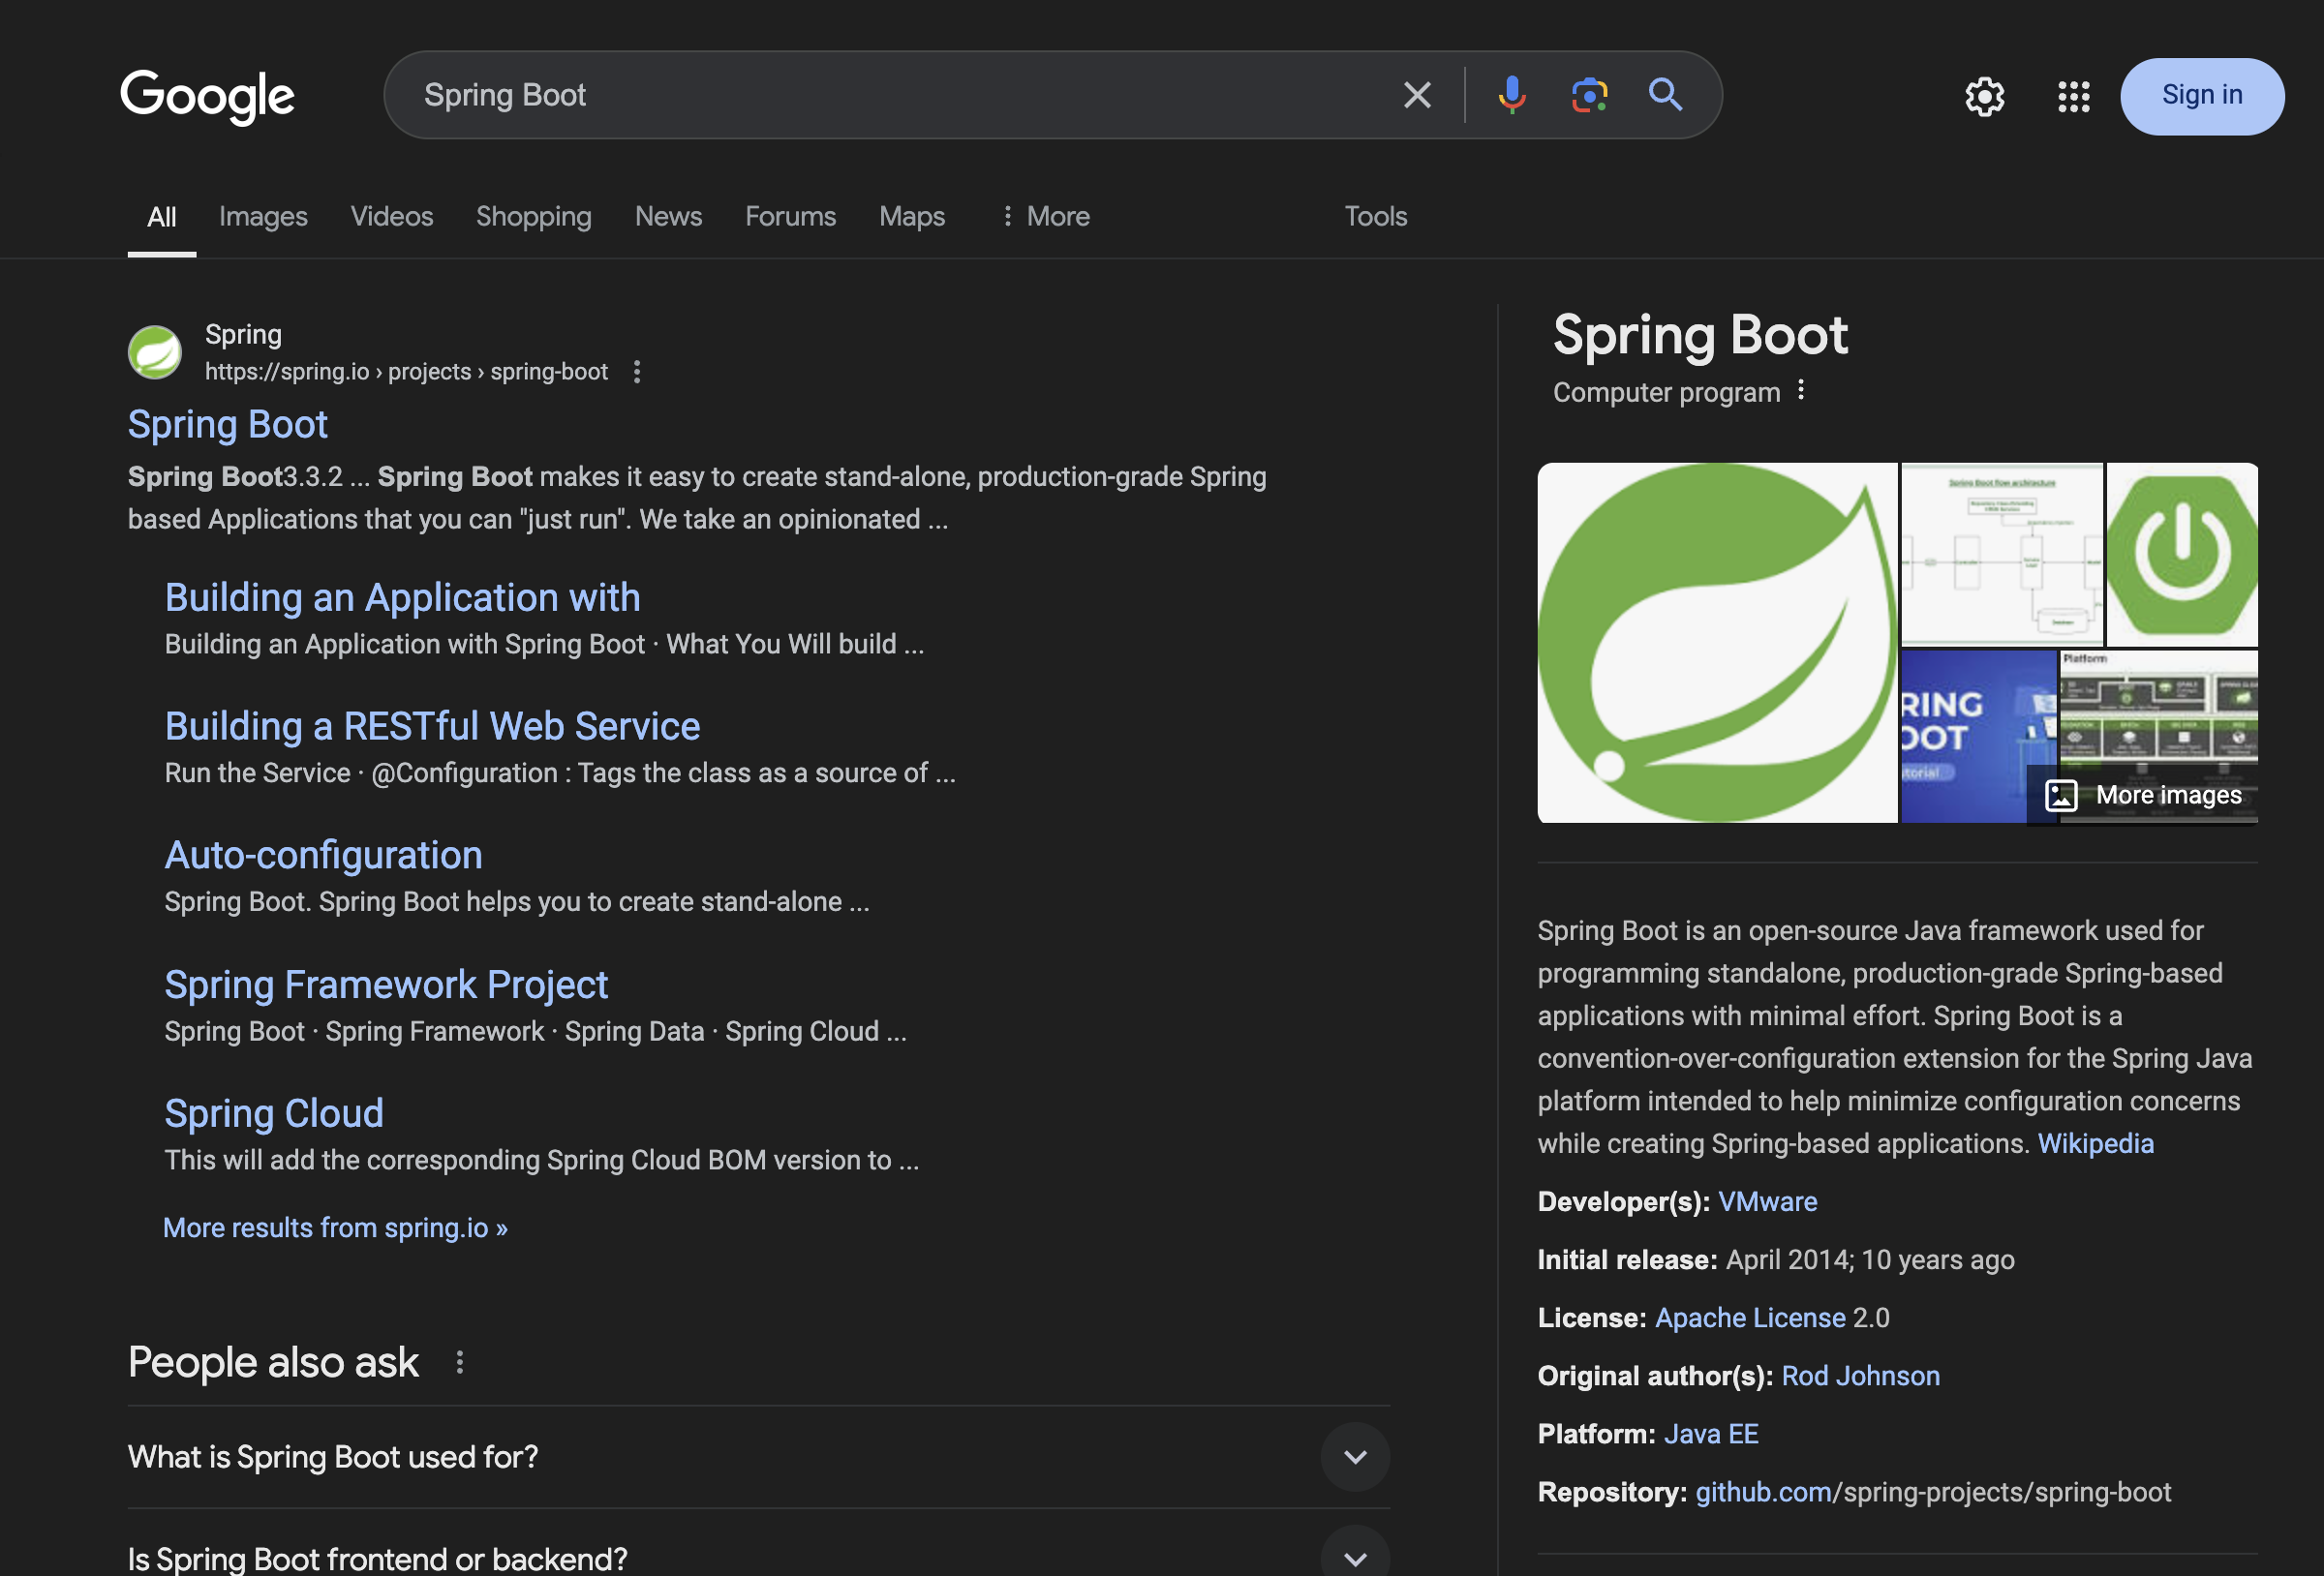 Google
Spring Boot
Sign in
All
Images
Videos
Shopping
News
Forums
Maps
More
Tools
Spring
https://spring.io › projects › spring-boot
Spring Boot
Spring Boot3.3.2 ... Spring Boot makes it easy to create stand-alone, production-grade Spring
based Applications that you can "just run". We take an opinionated ...
Building an Application with
Building an Application with Spring Boot · What You Will build ...
Building a RESTful Web Service
Run the Service · @Configuration : Tags the class as a source of ...
Auto-configuration
Spring Boot. Spring Boot helps you to create stand-alone ...
Spring Framework Project
Spring Boot · Spring Framework · Spring Data · Spring Cloud ...
Spring Cloud
This will add the corresponding Spring Cloud BOM version to ...
More results from spring.io »
People also ask
What is Spring Boot used for?
Is Spring Boot frontend or backend?
Spring Boot
Computer program
Spring Boot flow architecture
RING
OOT
torial
Platform
More images
Spring Boot is an open-source Java framework used for
programming standalone, production-grade Spring-based
applications with minimal effort. Spring Boot is a
convention-over-configuration extension for the Spring Java
platform intended to help minimize configuration concerns
while creating Spring-based applications. Wikipedia
Developer(s): VMware
Initial release: April 2014; 10 years ago
License: Apache License 2.0
Original author(s): Rod Johnson
Platform: Java EE
Repository: github.com/spring-projects/spring-boot